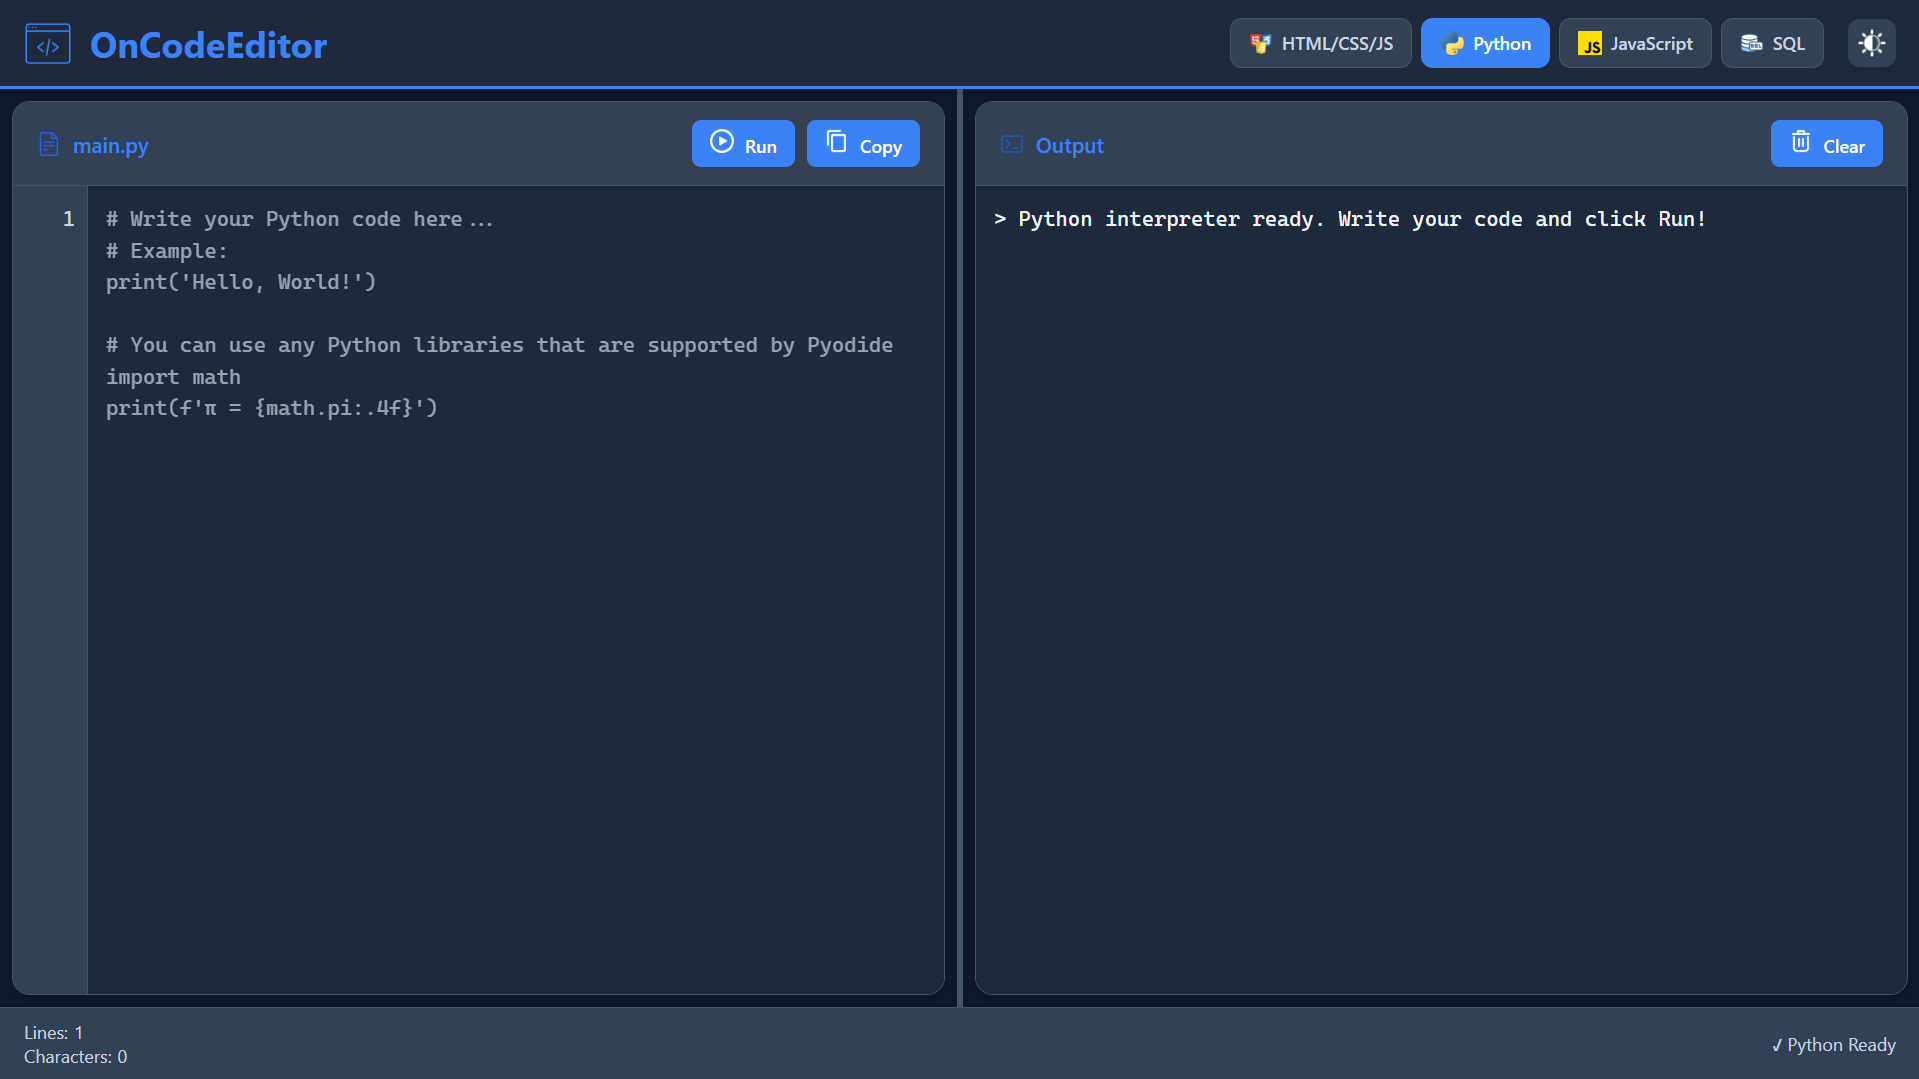 OnCodeEditor
HTML/CSS/JS
Python
JS JavaScript
SQL
main.py
Run
Copy
1
# Write your Python code here...
# Example:
print('Hello, World!')
# You can use any Python libraries that are supported by Pyodide
import math
print(f'π = {math.pi:.4f}')
Output
Clear
> Python interpreter ready. Write your code and click Run!
Lines: 1
Characters: 0
✓ Python Ready